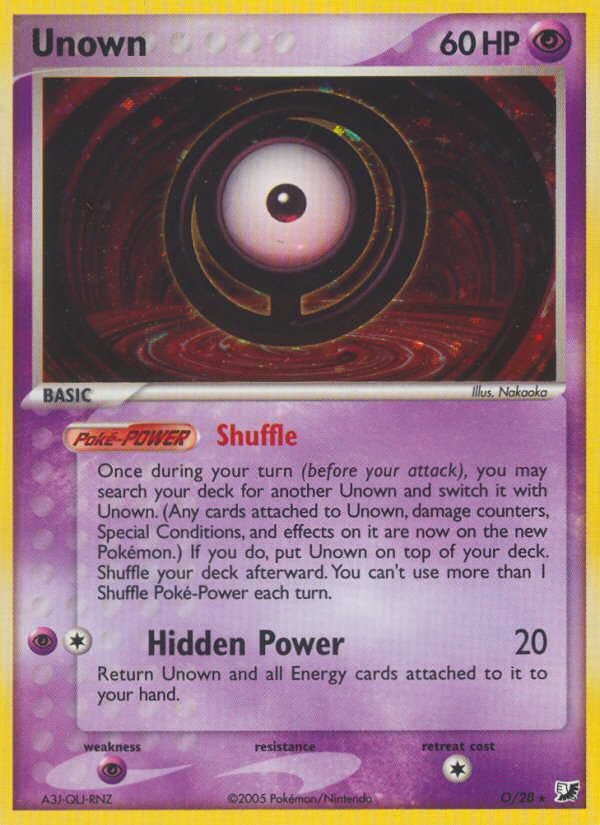 Unown 60 HP
BASIC Illus. Nakaoka
Poké-POWER Shuffle
Once during your turn (before your attack), you may
search your deck for another Unown and switch it with
Unown. (Any cards attached to Unown, damage counters,
Special Conditions, and effects on it are now on the new
Pokémon.) If you do, put Unown on top of your deck.
Shuffle your deck afterward. You can't use more than 1
Shuffle Poké-Power each turn.
Hidden Power 20
Return Unown and all Energy cards attached to it to
your hand.
weakness resistance retreat cost
A3J-QLJ-RNZ ©2005 Pokémon/Nintendo O/28 ★